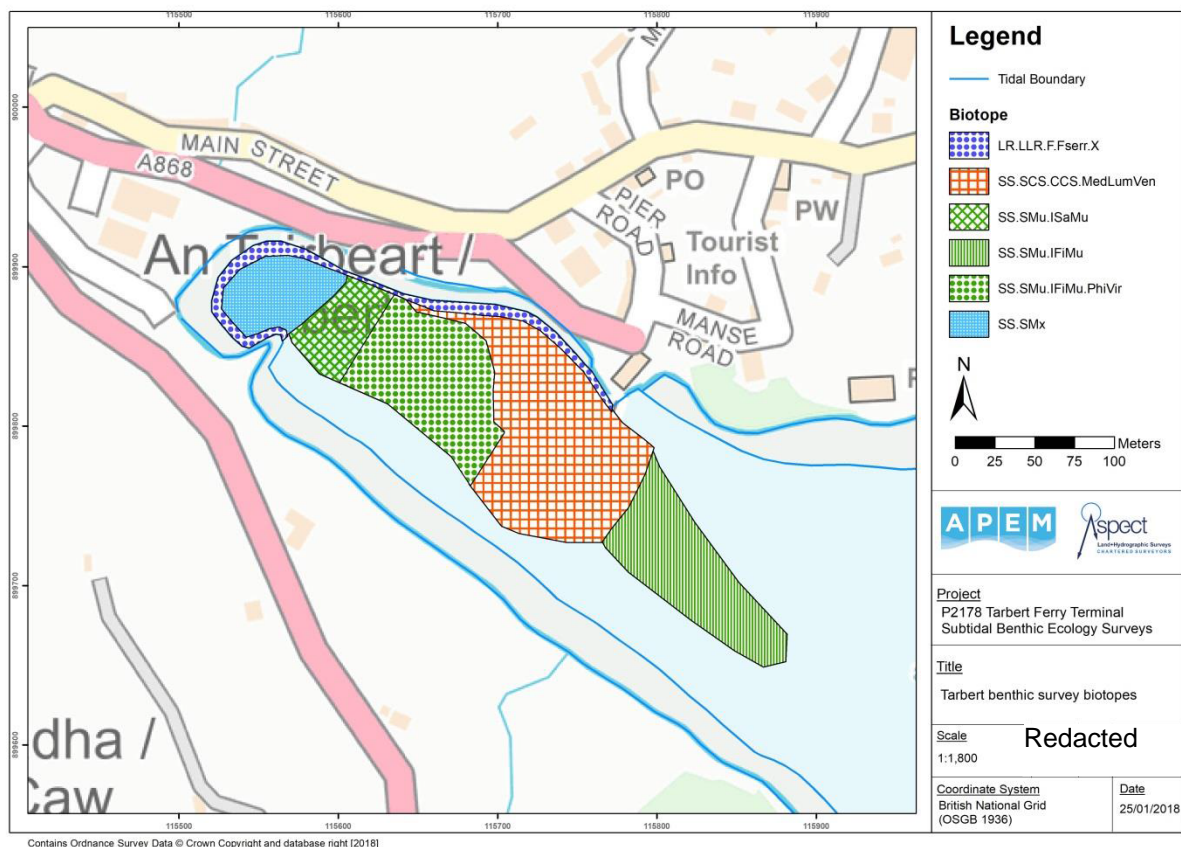 115500 115600 115700 115800 115900
900000
899900
899800
899700
899600
MAIN STREET
A868
PIER ROAD
PO
PW
Tourist
Info
MANSE
ROAD
An Tairbeart /
dha /
Caw
115500 115600 115700 115800 115900
Legend
Tidal Boundary
Biotope
LR.LLR.F.Fserr.X
SS.SCS.CCS.MedLumVen
SS.SMu.ISaMu
SS.SMu.IFiMu
SS.SMu.IFiMu.PhiVir
SS.SMx
N
Meters
0 25 50 75 100
APEM
Aspect
Land+Hydrographic Surveys
CHARTERED SURVEYORS
Project
P2178 Tarbert Ferry Terminal
Subtidal Benthic Ecology Surveys
Title
Tarbert benthic survey biotopes
Scale
1:1,800
Redacted
Coordinate System
British National Grid
(OSGB 1936)
Date
25/01/2018
Contains Ordnance Survey Data © Crown Copyright and database right [2018]